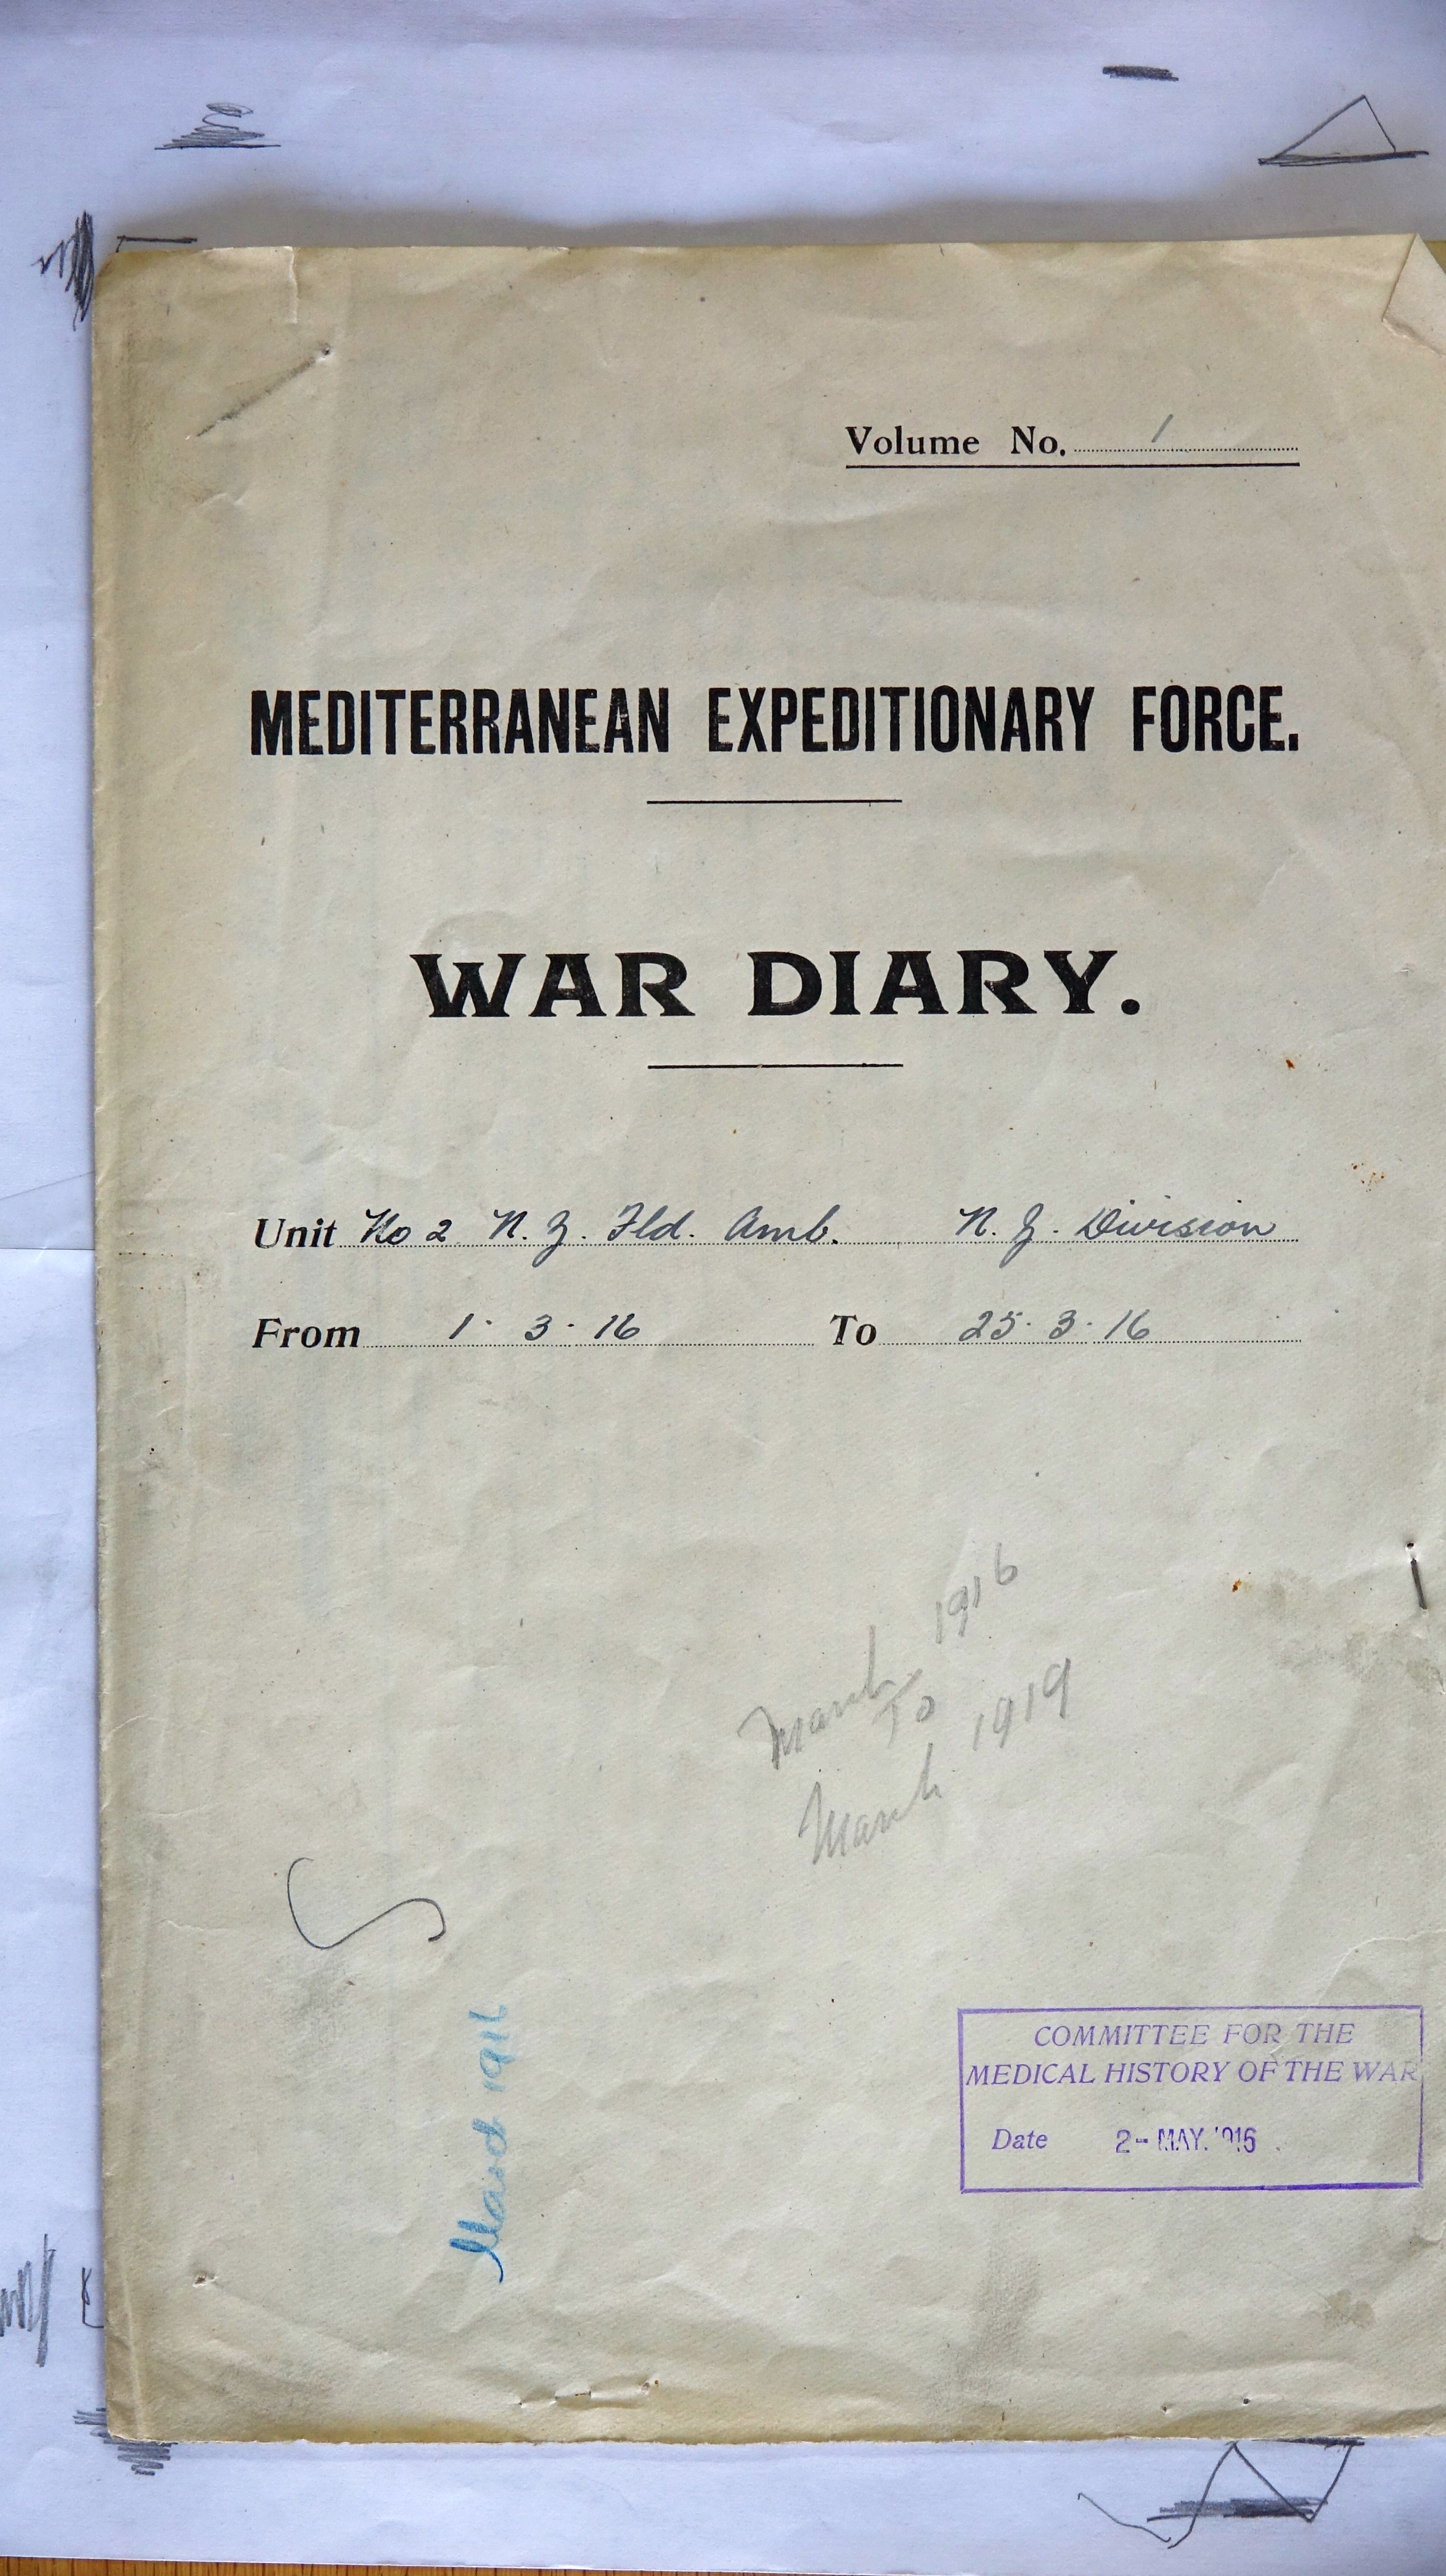 Volume No. 1
MEDITERRANEAN EXPEDITIONARY FORCE.
WAR DIARY.
Unit No 2 N. Z. Fld. Amb. N. Z. Division
From 1. 3. 16 To 25. 3. 16
March 1916
To
March 1919
March 1916
COMMITTEE FOR THE
MEDICAL HISTORY OF THE WAR
Date 2- MAY. 1916